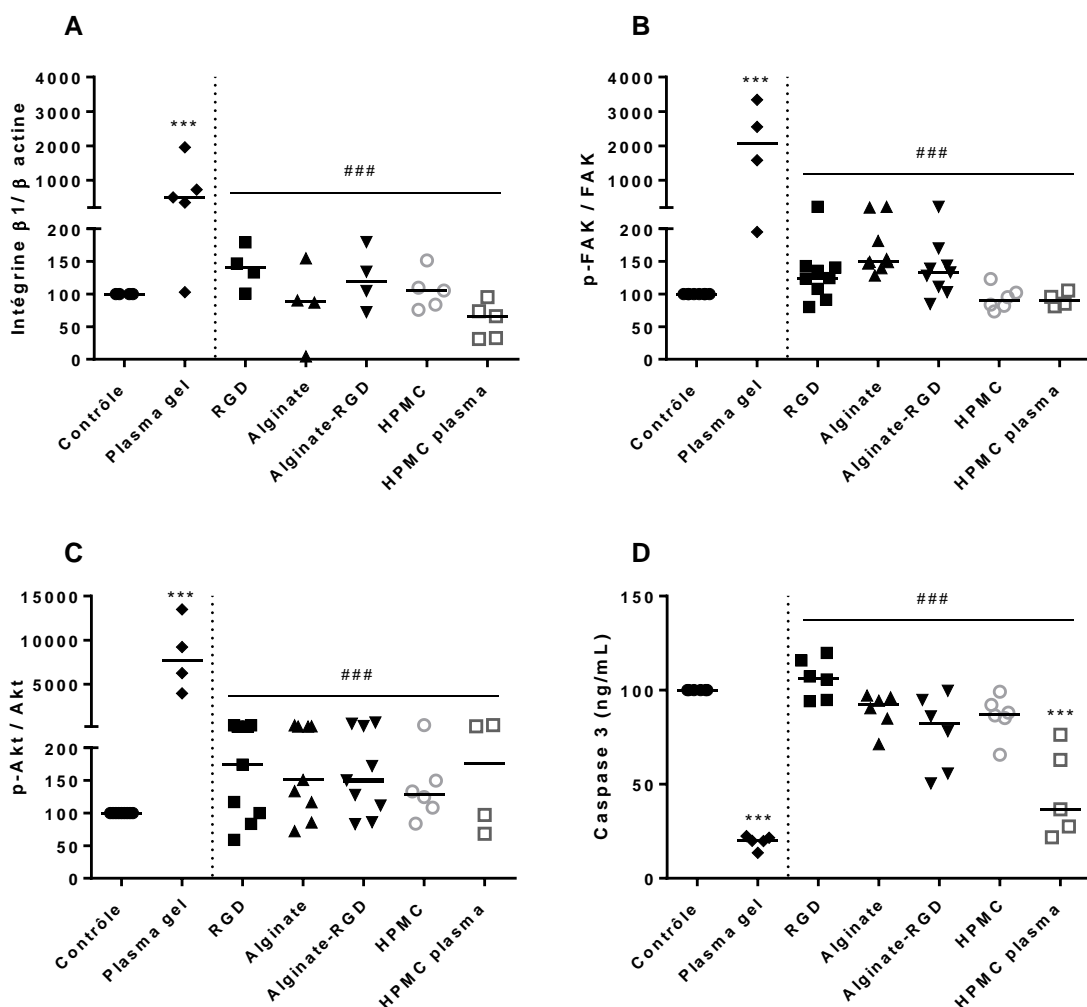 A
Intégrine β1/ β actine
4000
3000
2000
1000
200
150
100
50
0
***
###
Contrôle
Plasma gel
RGD
Alginate
Alginate-RGD
HPMC
HPMC plasma
B
p-FAK / FAK
4000
3000
2000
1000
200
150
100
50
0
***
###
Contrôle
Plasma gel
RGD
Alginate
Alginate-RGD
HPMC
HPMC plasma
C
p-Akt / Akt
15000
10000
5000
200
150
100
50
0
***
###
Contrôle
Plasma gel
RGD
Alginate
Alginate-RGD
HPMC
HPMC plasma
D
Caspase 3 (ng/mL)
150
100
50
0
***
###
***
Contrôle
Plasma gel
RGD
Alginate
Alginate-RGD
HPMC
HPMC plasma